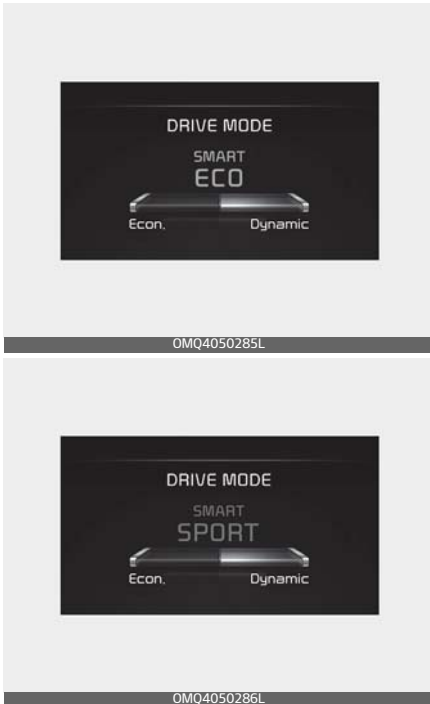 DRIVE MODE
SMART
ECO
Econ. Dynamic
OMQ4050285L
DRIVE MODE
SMART
SPORT
Econ. Dynamic
OMQ4050286L